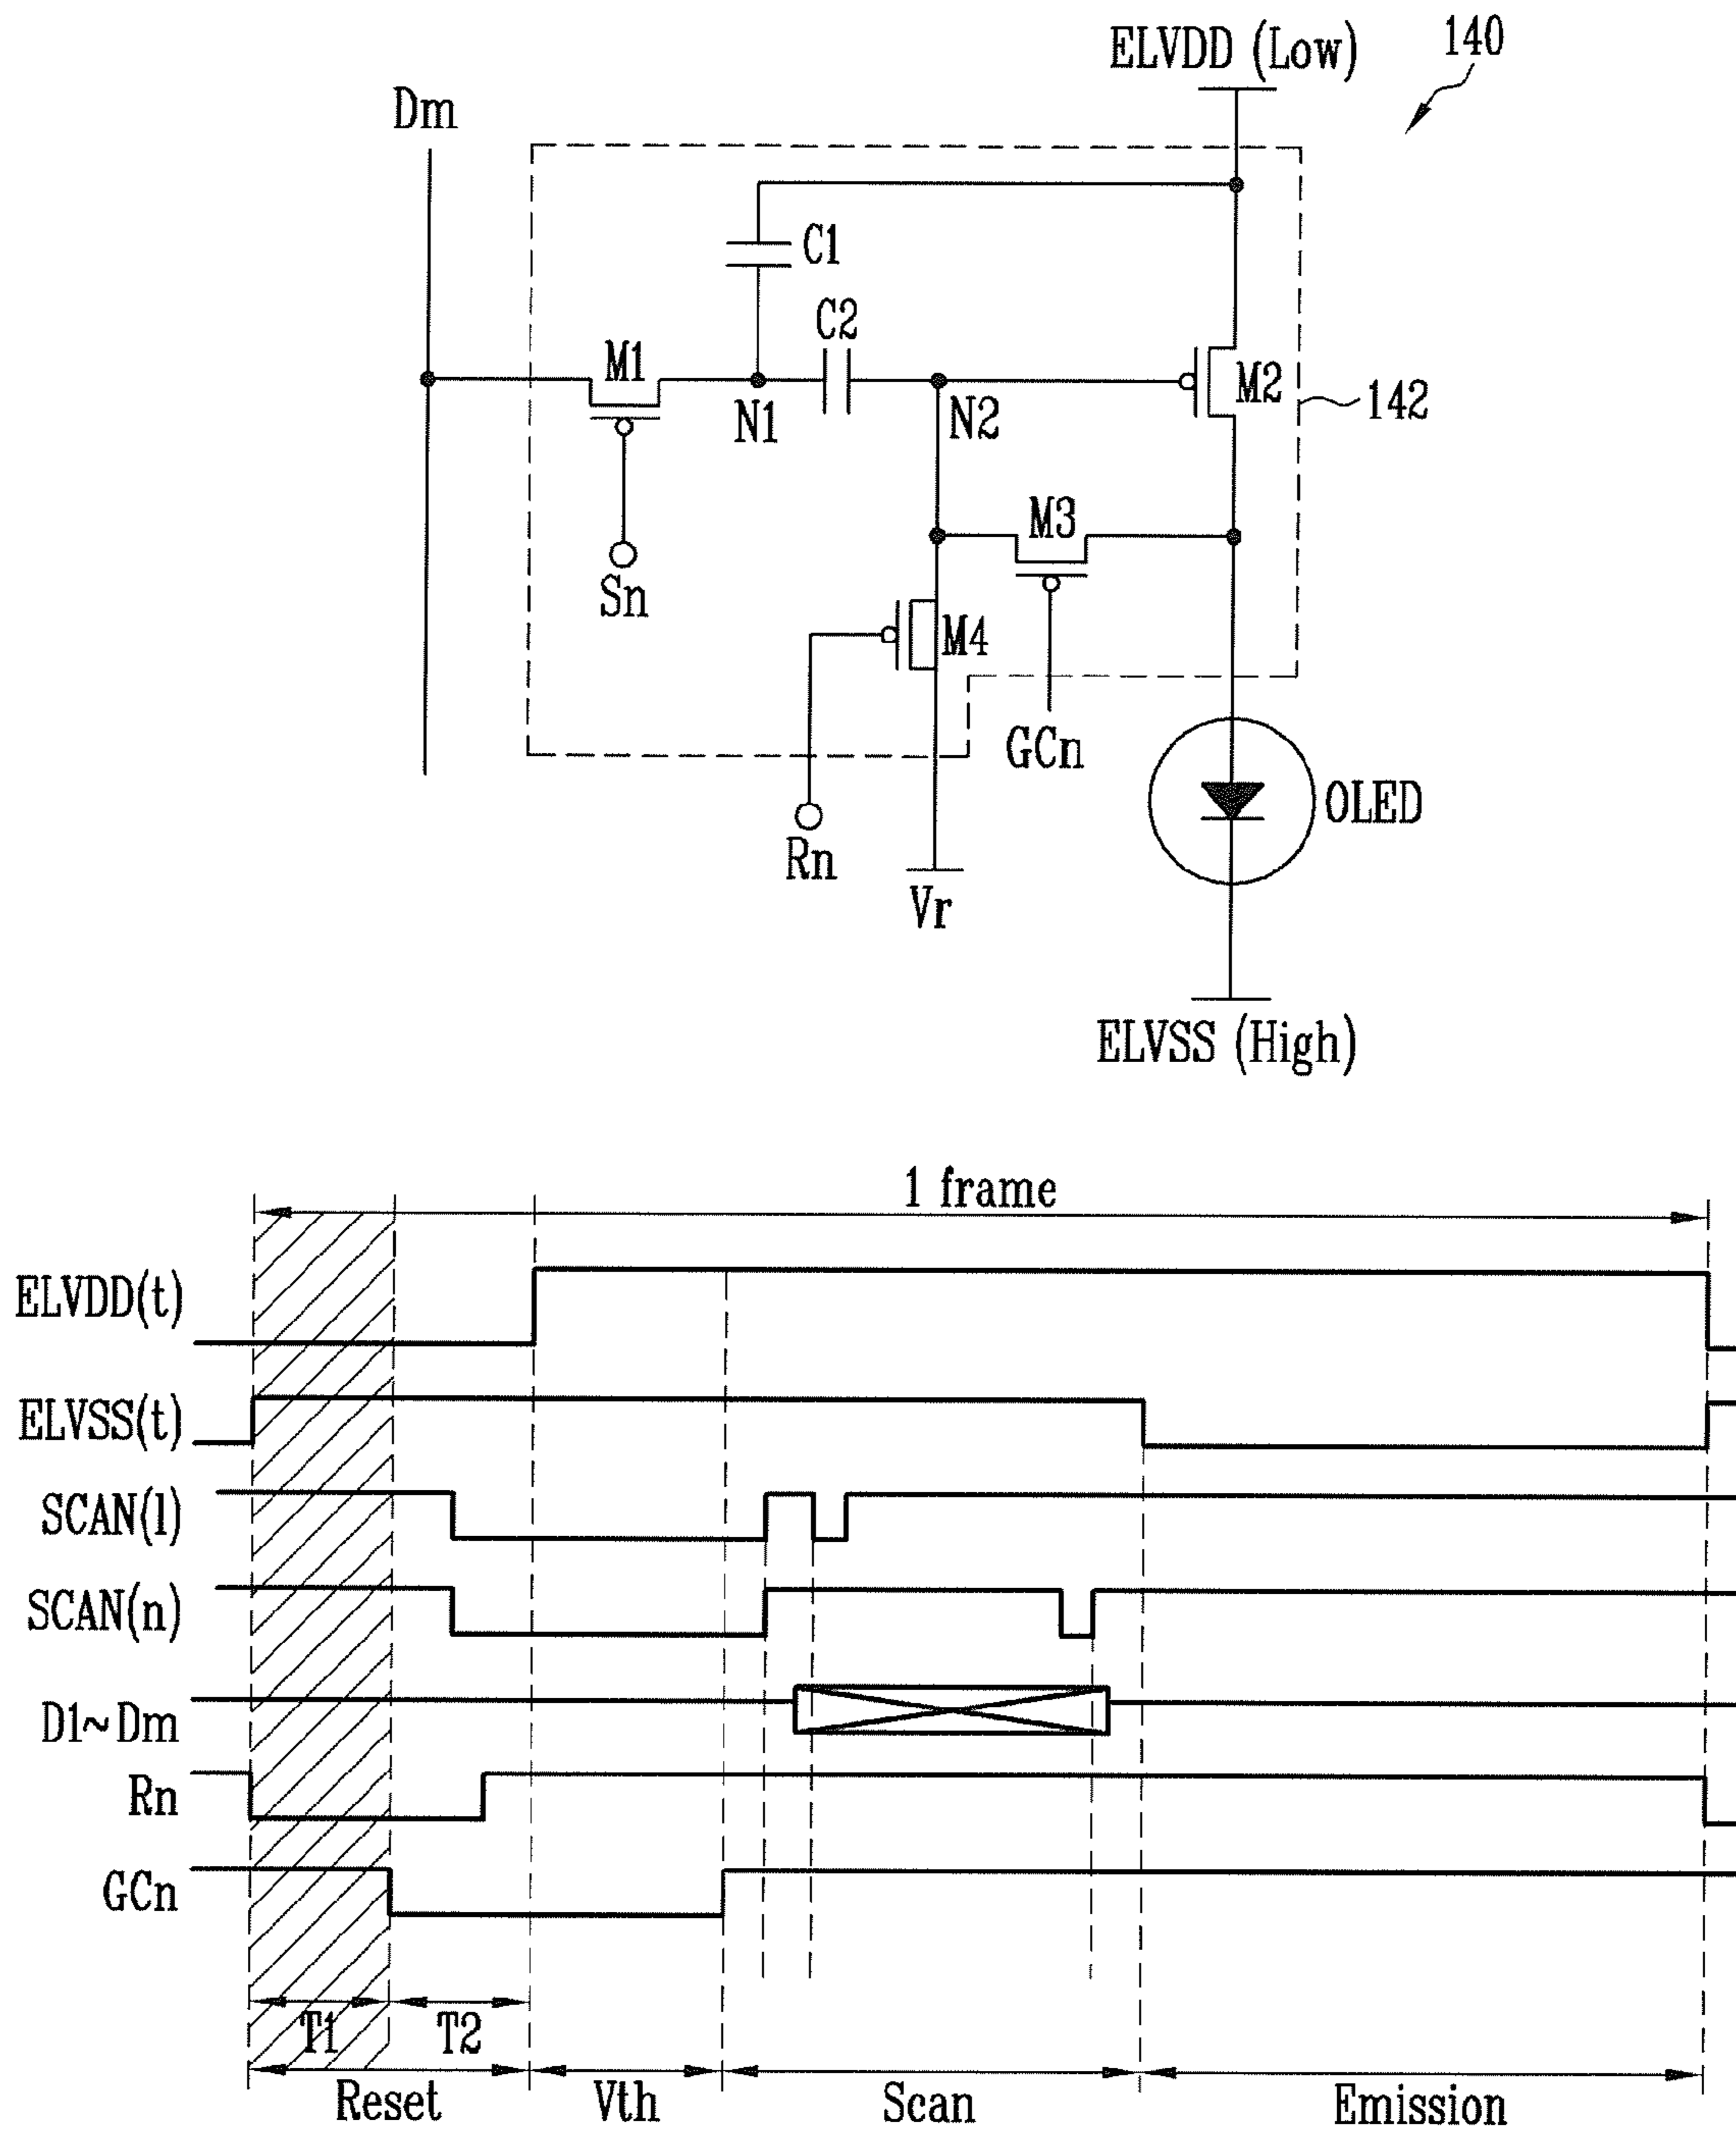 ELVDD (Low)
140
Dm
C1
C2
M1
M2
N1
N2
142
M3
Sn
M4
GCn
OLED
Rn
Vr
ELVSS (High)
1 frame
ELVDD(t)
ELVSS(t)
SCAN(1)
SCAN(n)
D1~Dm
Rn
GCn
T1
T2
Reset
Vth
Scan
Emission